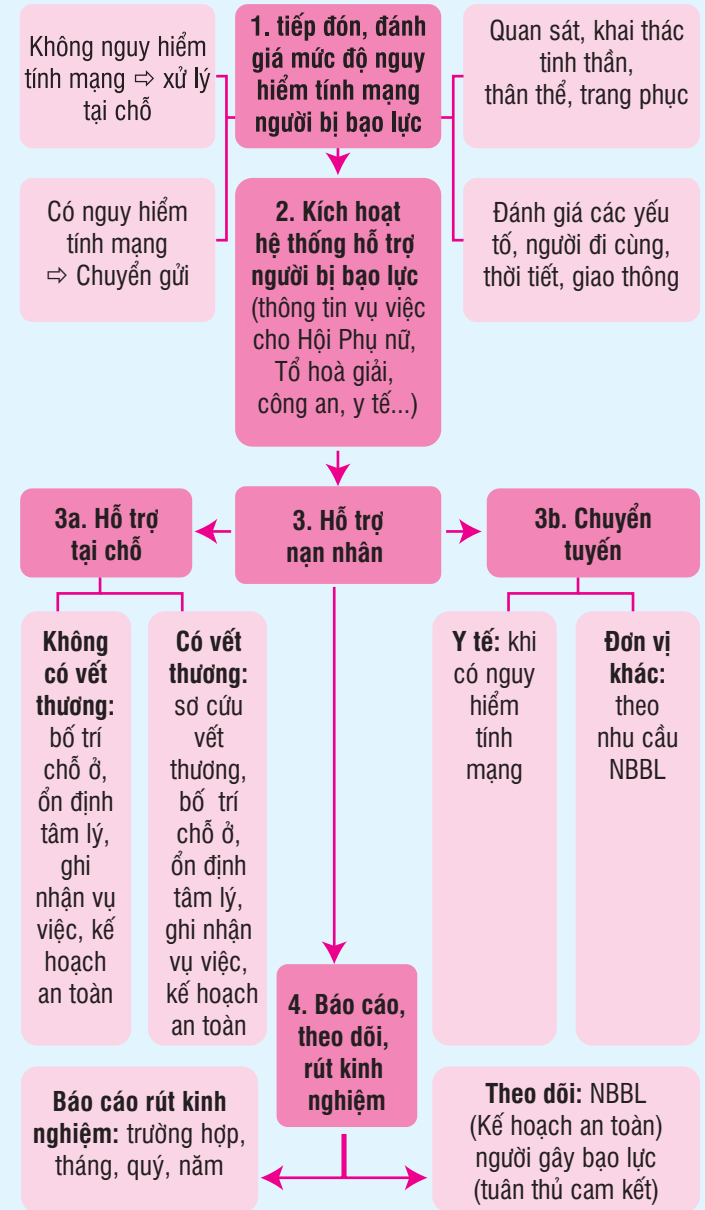 Không nguy hiểm
tính mạng ⇨ xử lý
tại chỗ
1. tiếp đón, đánh
giá mức độ nguy
hiểm tính mạng
người bị bạo lực
Quan sát, khai thác
tinh thần,
thân thể, trang phục
Có nguy hiểm
tính mạng
⇨ Chuyển gửi
2. Kích hoạt
hệ thống hỗ trợ
người bị bạo lực
(thông tin vụ việc
cho Hội Phụ nữ,
Tổ hoà giải,
công an, y tế...)
Đánh giá các yếu
tố, người đi cùng,
thời tiết, giao thông
3a. Hỗ trợ
tại chỗ
3. Hỗ trợ
nạn nhân
3b. Chuyển
tuyến
Không
có vết
thương:
bố trí
chỗ ở,
ổn định
tâm lý,
ghi
nhận vụ
việc, kế
hoạch
an toàn
Có vết
thương:
sơ cứu
vết
thương,
bố trí
chỗ ở,
ổn định
tâm lý,
ghi nhận
vụ việc,
kế hoạch
an toàn
Y tế: khi
có nguy
hiểm
tính
mạng
Đơn vị
khác:
theo
nhu cầu
NBBL
4. Báo cáo,
theo dõi,
rút kinh
nghiệm
Báo cáo rút kinh
nghiệm: trường hợp,
tháng, quý, năm
Theo dõi: NBBL
(Kế hoạch an toàn)
người gây bạo lực
(tuân thủ cam kết)